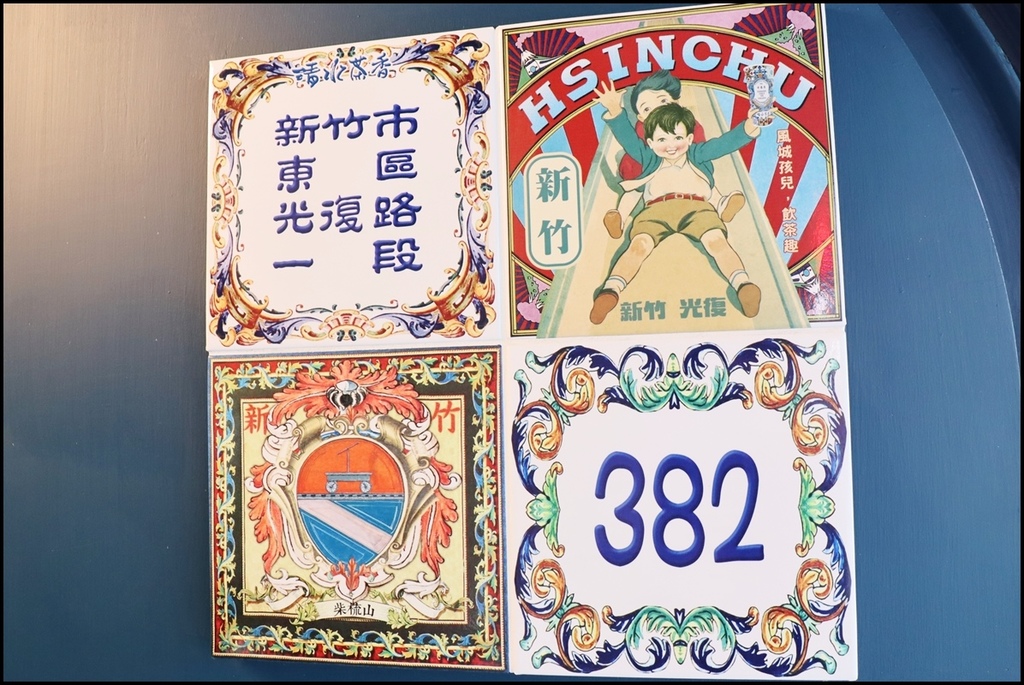 新竹市
東區
光復路
一段
HSINCHU
風城孩兒，飲茶趣
新竹
新竹 光復
新 竹
1
柴梳山
382